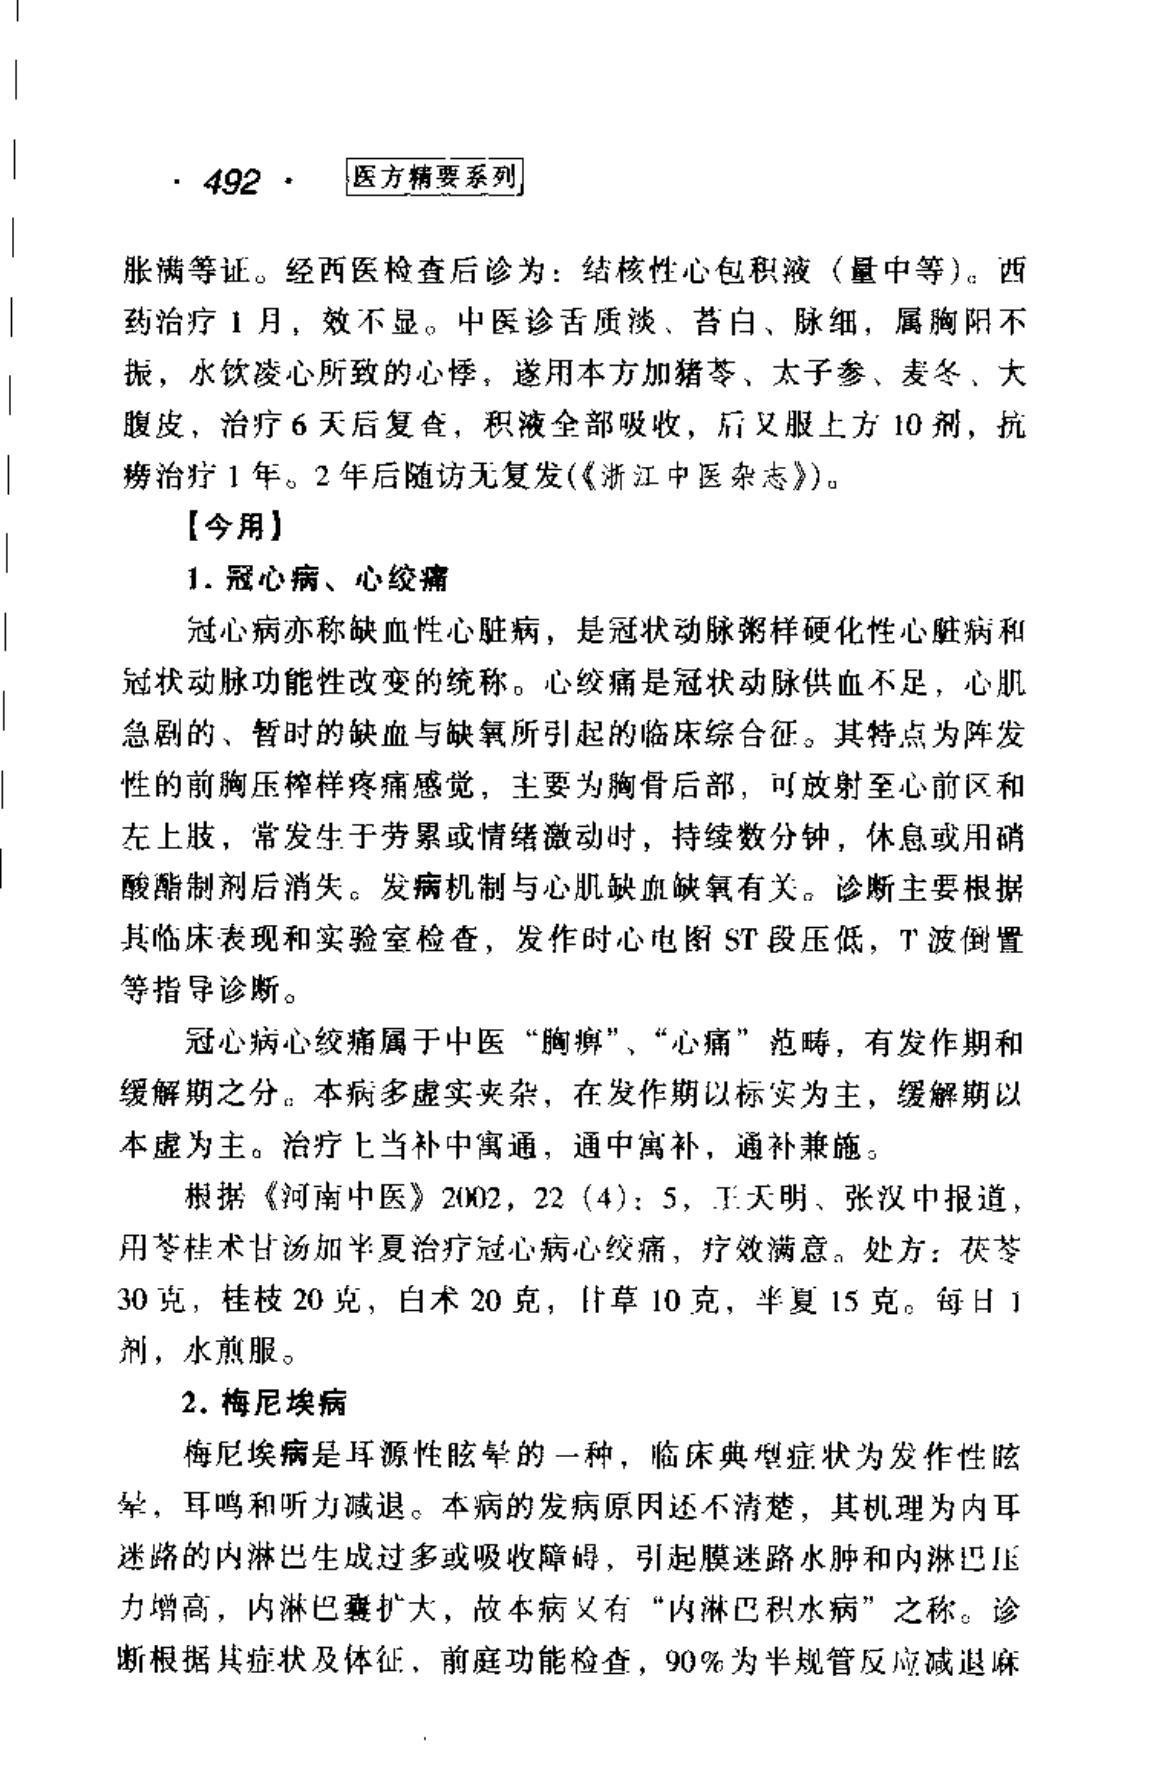 · 492 · 医方精要系列
胀满等证。经西医检查后诊为：结核性心包积液（量中等）。西
药治疗 1 月，效不显。中医诊舌质淡、苔白、脉细，属胸阳不
振，水饮凌心所致的心悸。遂用本方加猪苓、太子参、麦冬、大
腹皮，治疗 6 天后复查，积液全部吸收，后又服上方 10 剂，抗
痨治疗 1 年。2 年后随访无复发(《浙江中医杂志》)。
【今用】
1. 冠心病、心绞痛
冠心病亦称缺血性心脏病，是冠状动脉粥样硬化性心脏病和
冠状动脉功能性改变的统称。心绞痛是冠状动脉供血不足，心肌
急剧的、暂时的缺血与缺氧所引起的临床综合征。其特点为阵发
性的前胸压榨样疼痛感觉，主要为胸骨后部，可放射至心前区和
左上肢，常发生于劳累或情绪激动时，持续数分钟，休息或用硝
酸酯制剂后消失。发病机制与心肌缺血缺氧有关。诊断主要根据
其临床表现和实验室检查，发作时心电图 ST 段压低，T 波倒置
等指导诊断。
冠心病心绞痛属于中医“胸痹”、“心痛”范畴，有发作期和
缓解期之分。本病多虚实夹杂，在发作期以标实为主，缓解期以
本虚为主。治疗上当补中寓通，通中寓补，通补兼施。
根据《河南中医》2002，22（4）：5，王天明、张汉中报道，
用苓桂术甘汤加半夏治疗冠心病心绞痛，疗效满意。处方：茯苓
30 克，桂枝 20 克，白术 20 克，甘草 10 克，半夏 15 克。每日 1
剂，水煎服。
2. 梅尼埃病
梅尼埃病是耳源性眩晕的一种，临床典型症状为发作性眩
晕，耳鸣和听力减退。本病的发病原因还不清楚，其机理为内耳
迷路的内淋巴生成过多或吸收障碍，引起膜迷路水肿和内淋巴压
力增高，内淋巴囊扩大，故本病又有“内淋巴积水病”之称。诊
断根据其症状及体征，前庭功能检查，90%为半规管反应减退麻